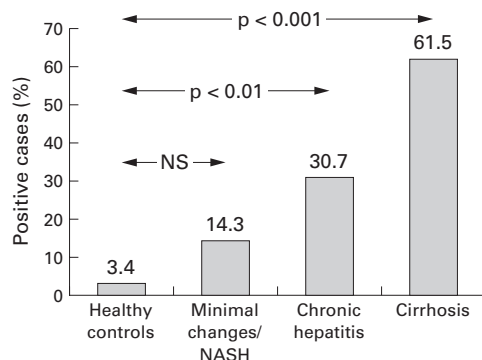 70
60
50
40
30
20
10
0
Positive cases (%)
p < 0.001
61.5
p < 0.01
30.7
NS
14.3
3.4
Healthy
controls
Minimal
changes/
NASH
Chronic
hepatitis
Cirrhosis